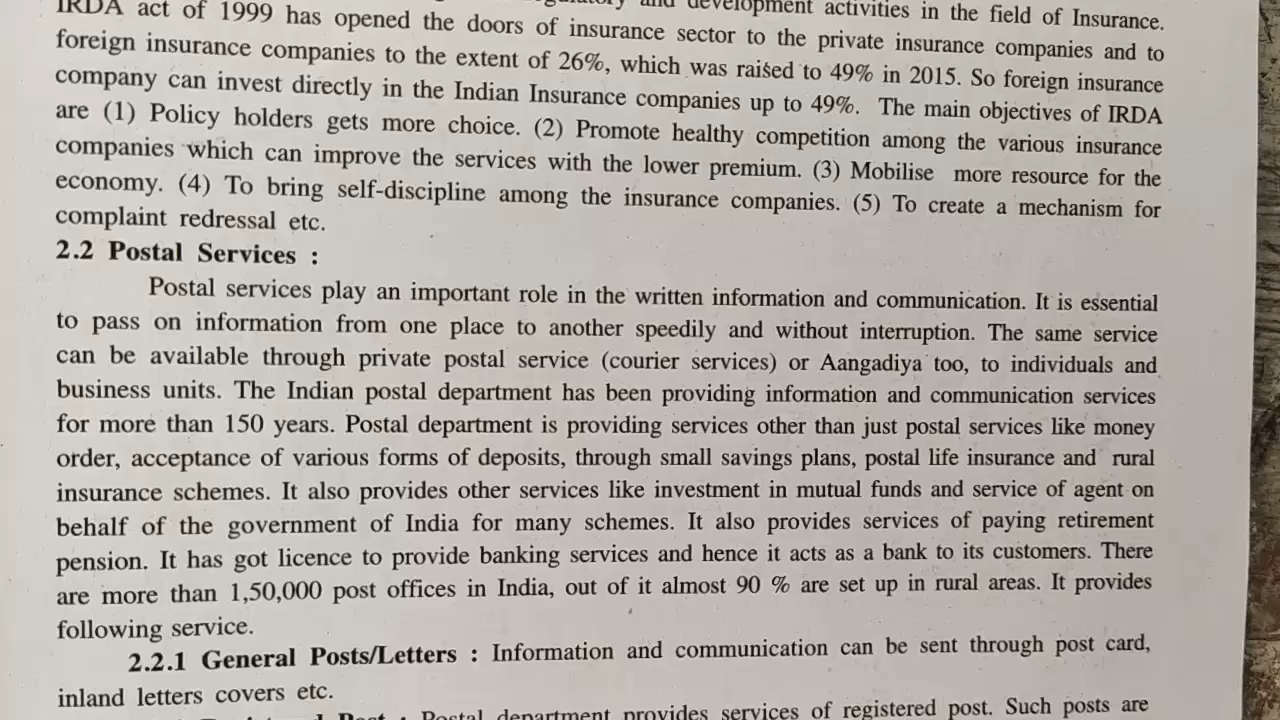 development activities in the field of Insurance.
IRDA act of 1999 has opened the doors of insurance sector to the private insurance companies and to
foreign insurance companies to the extent of 26%, which was raised to 49% in 2015. So foreign insurance
company can invest directly in the Indian Insurance companies up to 49%. The main objectives of IRDA
are (1) Policy holders gets more choice. (2) Promote healthy competition among the various insurance
companies which can improve the services with the lower premium. (3) Mobilise more resource for the
economy. (4) To bring self-discipline among the insurance companies. (5) To create a mechanism for
complaint redressal etc.
2.2 Postal Services :
Postal services play an important role in the written information and communication. It is essential
to pass on information from one place to another speedily and without interruption. The same service
can be available through private postal service (courier services) or Aangadiya too, to individuals and
business units. The Indian postal department has been providing information and communication services
for more than 150 years. Postal department is providing services other than just postal services like money
order, acceptance of various forms of deposits, through small savings plans, postal life insurance and rural
insurance schemes. It also provides other services like investment in mutual funds and service of agent on
behalf of the government of India for many schemes. It also provides services of paying retirement
pension. It has got licence to provide banking services and hence it acts as a bank to its customers. There
are more than 1,50,000 post offices in India, out of it almost 90 % are set up in rural areas. It provides
following service.
2.2.1 General Posts/Letters : Information and communication can be sent through post card,
inland letters covers etc.
Post : Postal department provides services of registered post. Such posts are